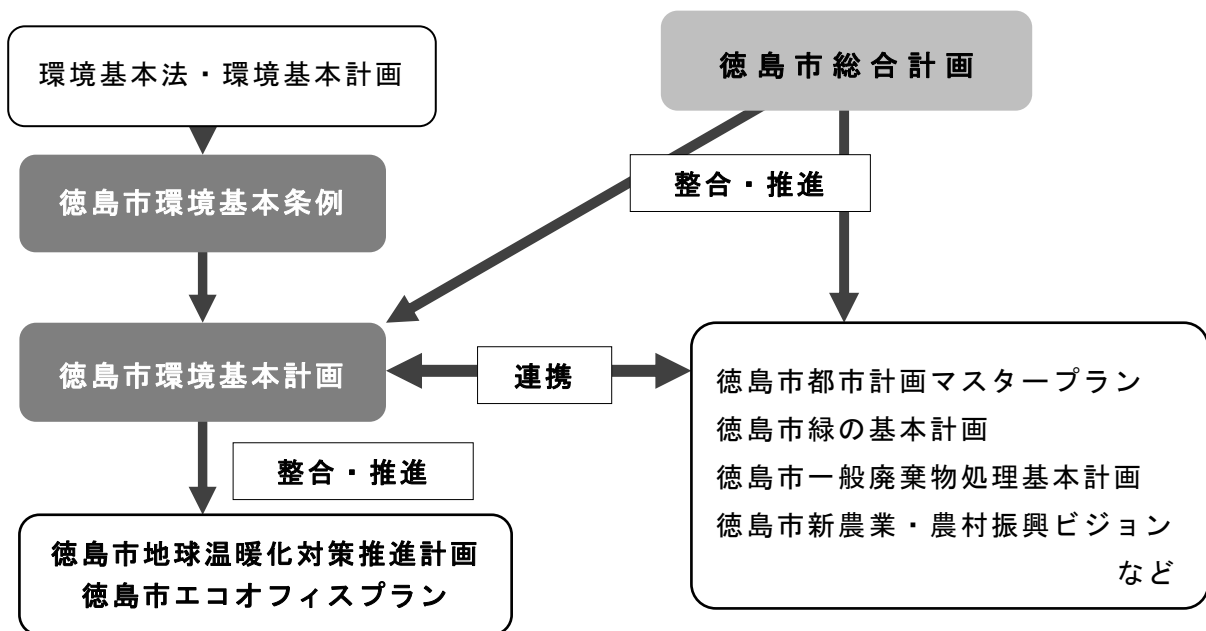 環境基本法・環境基本計画
徳島市総合計画
整合・推進
徳島市環境基本条例
徳島市環境基本計画
連携
徳島市都市計画マスタープラン
徳島市緑の基本計画
徳島市一般廃棄物処理基本計画
徳島市新農業・農村振興ビジョン
など
整合・推進
徳島市地球温暖化対策推進計画
徳島市エコオフィスプラン